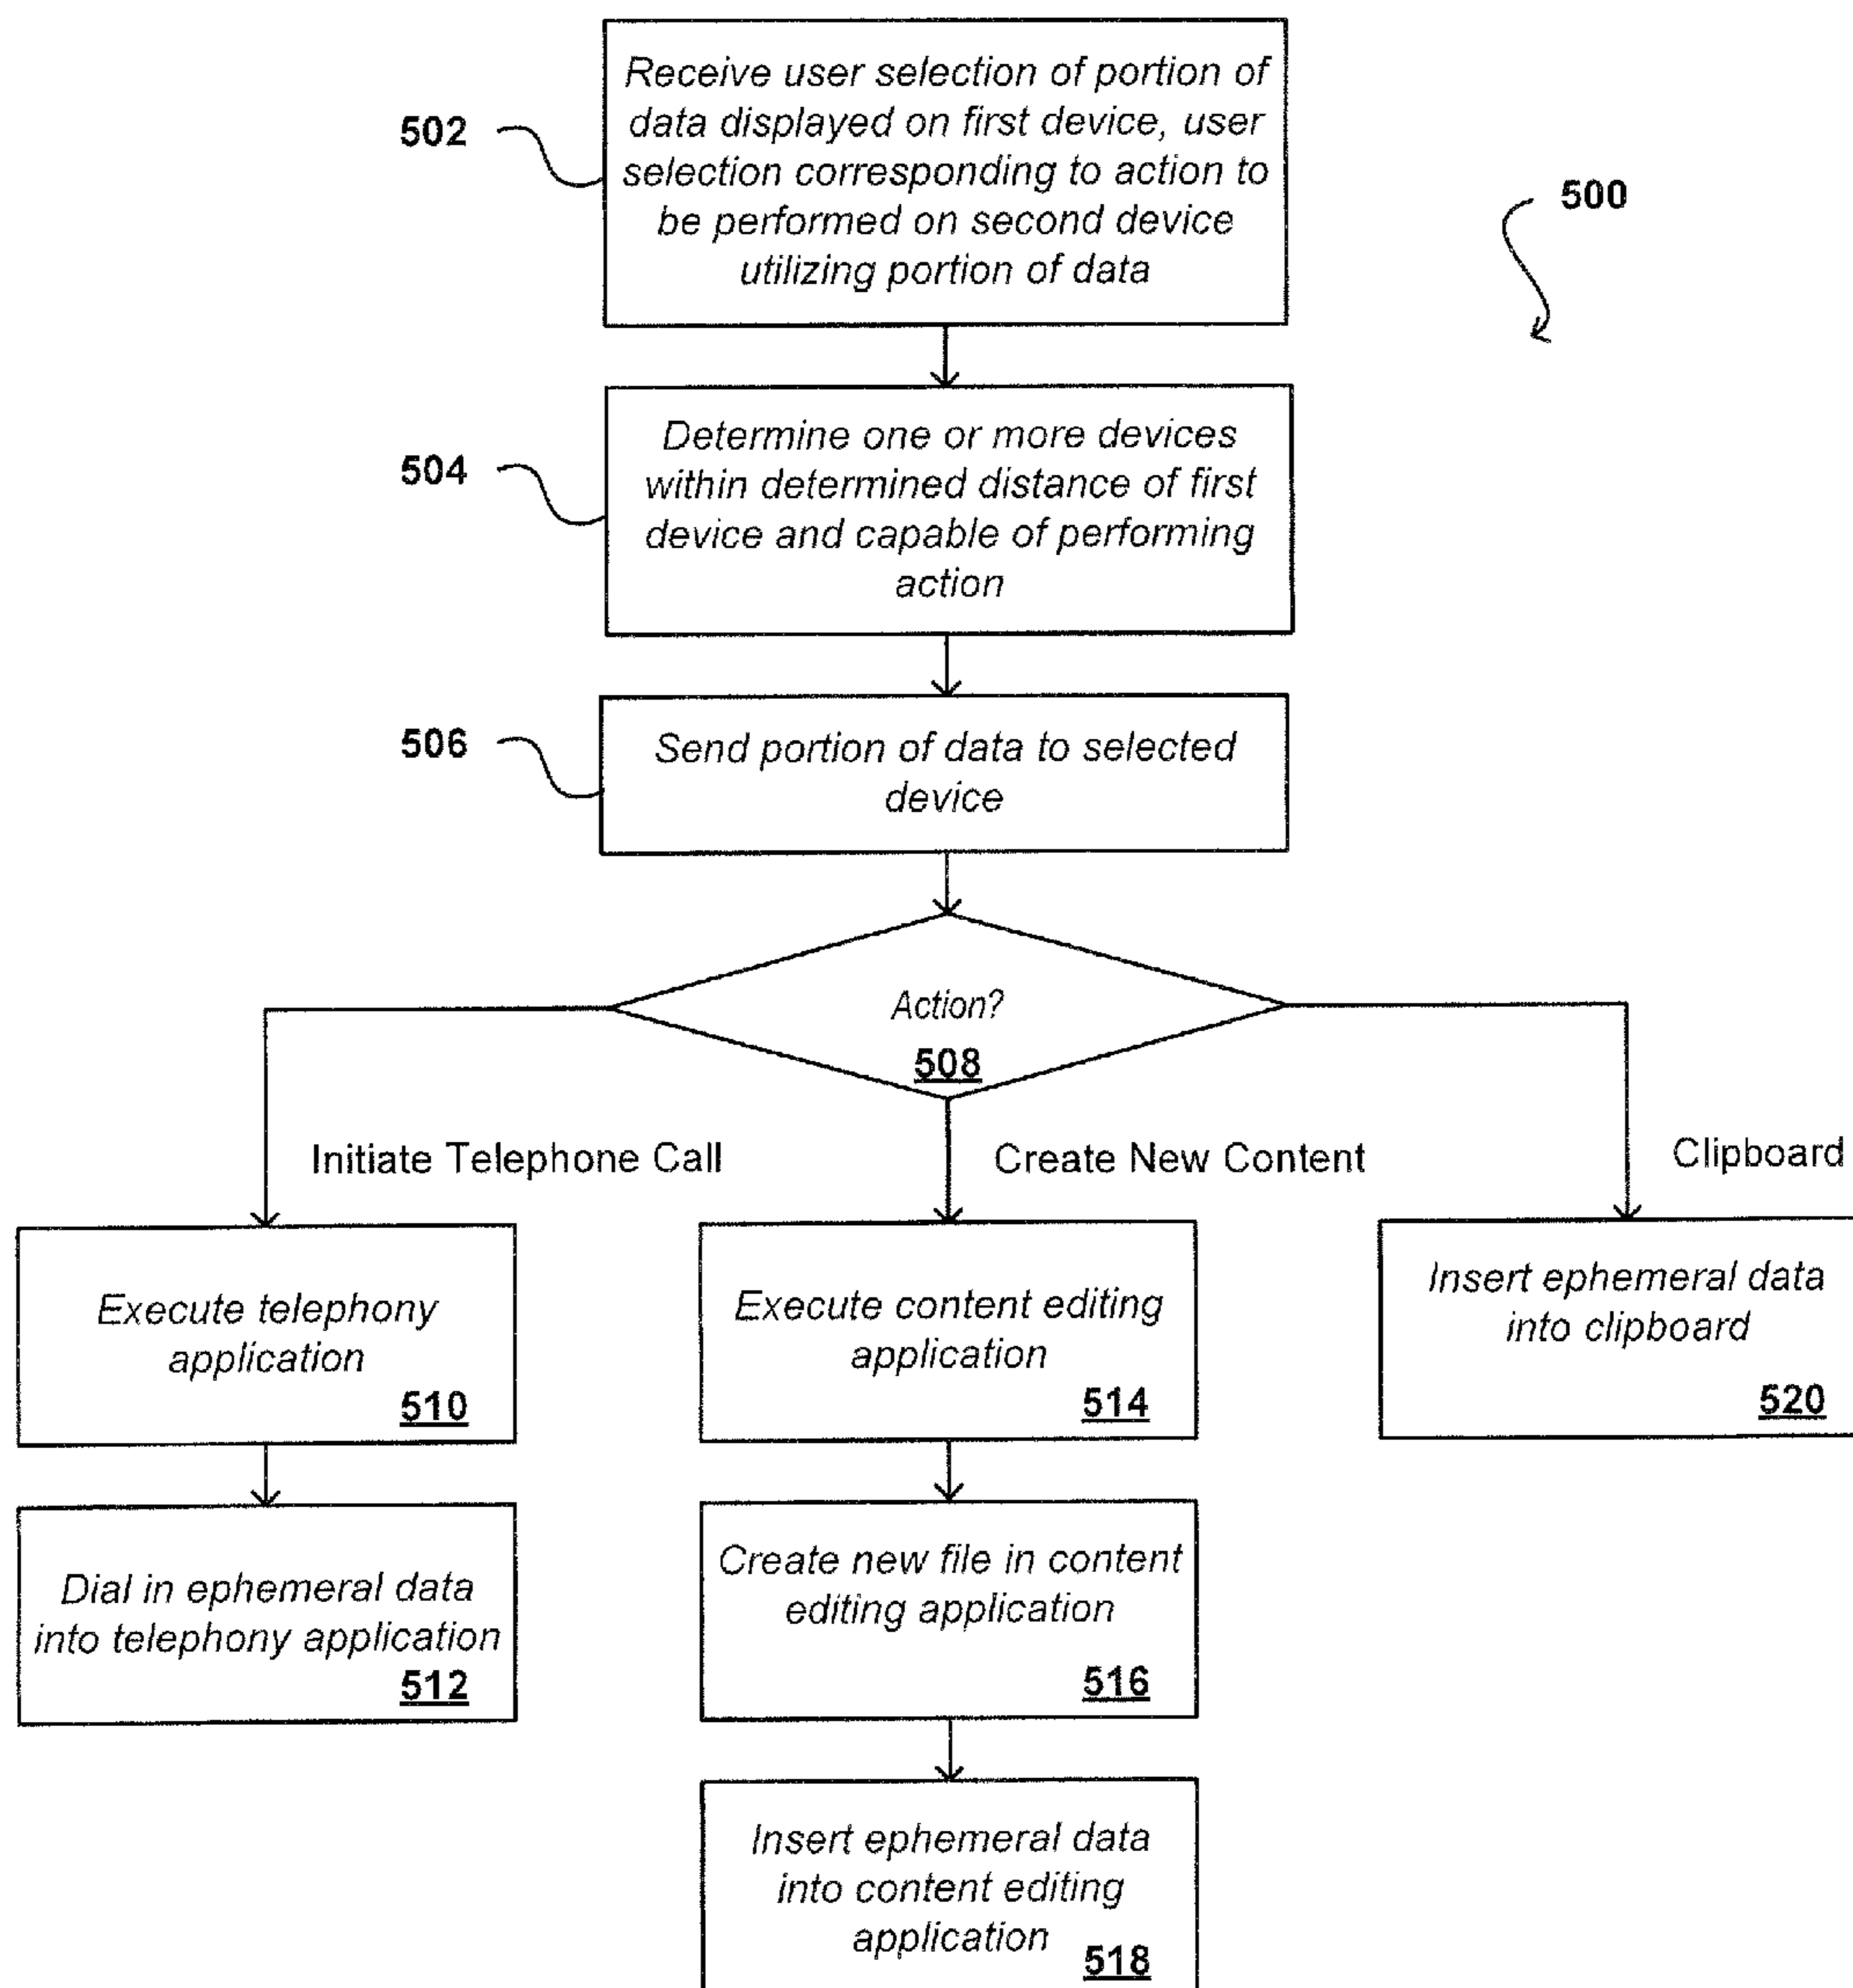 Receive user selection of portion of
data displayed on first device, user
selection corresponding to action to
be performed on second device
utilizing portion of data
502
500
Determine one or more devices
within determined distance of first
device and capable of performing
action
504
Send portion of data to selected
device
506
Action?
508
Initiate Telephone Call
Create New Content
Clipboard
Execute telephony
application
510
Execute content editing
application
514
Insert ephemeral data
into clipboard
520
Dial in ephemeral data
into telephony application
512
Create new file in content
editing application
516
Insert ephemeral data
into content editing
application
518